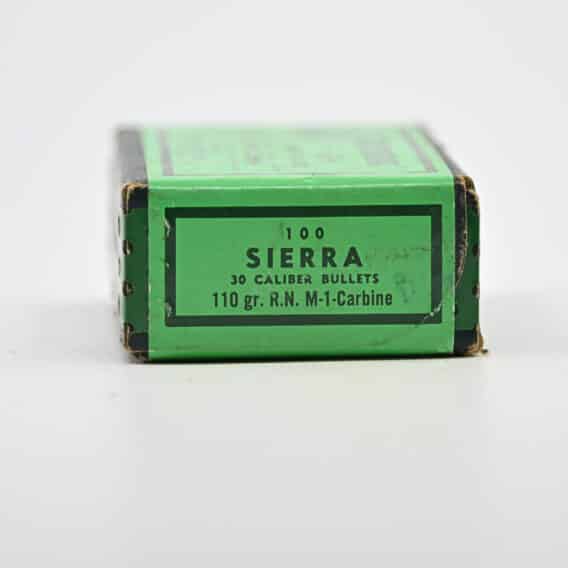 100
SIERRA
30 CALIBER BULLETS
110 gr. R.N. M-1-Carbine